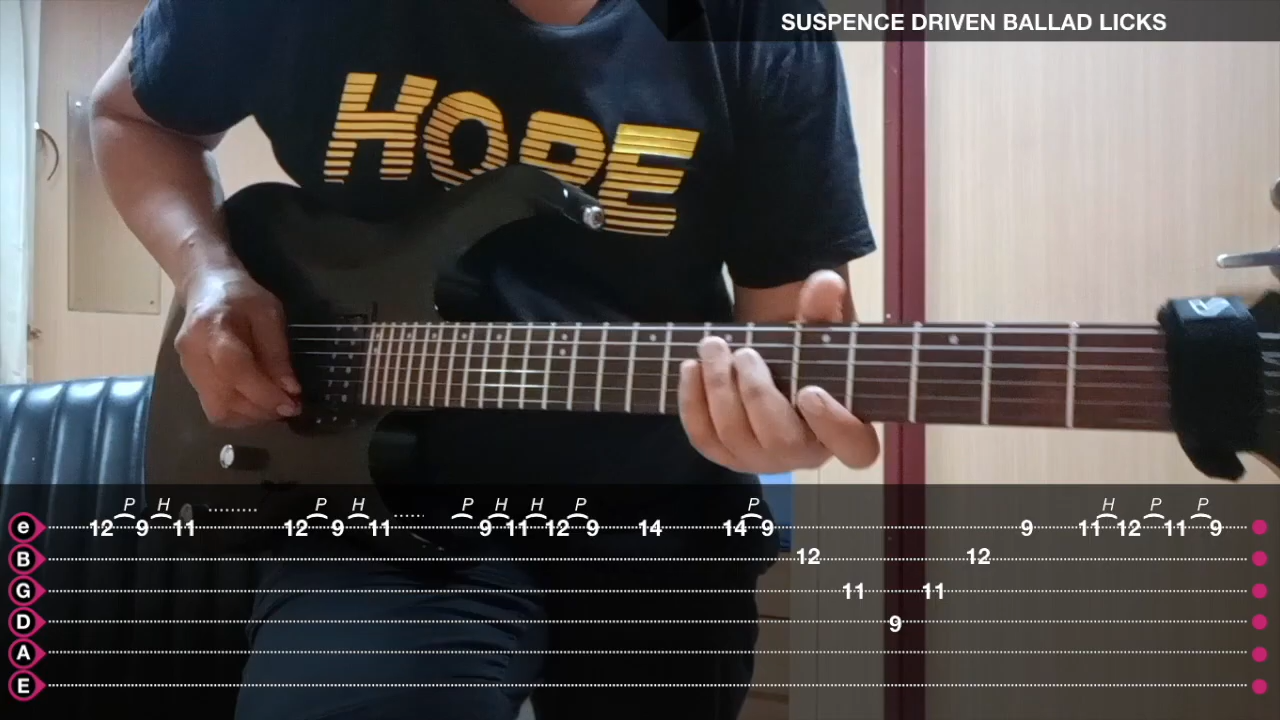 SUSPENCE DRIVEN BALLAD LICKS
HOPE
P H ......... P H ...... P H H P P H P P
e 12 9 11 12 9 11 9 11 12 9 14 14 9 9 11 12 11 9
B 12 12
G 11 11
D 9
A
E